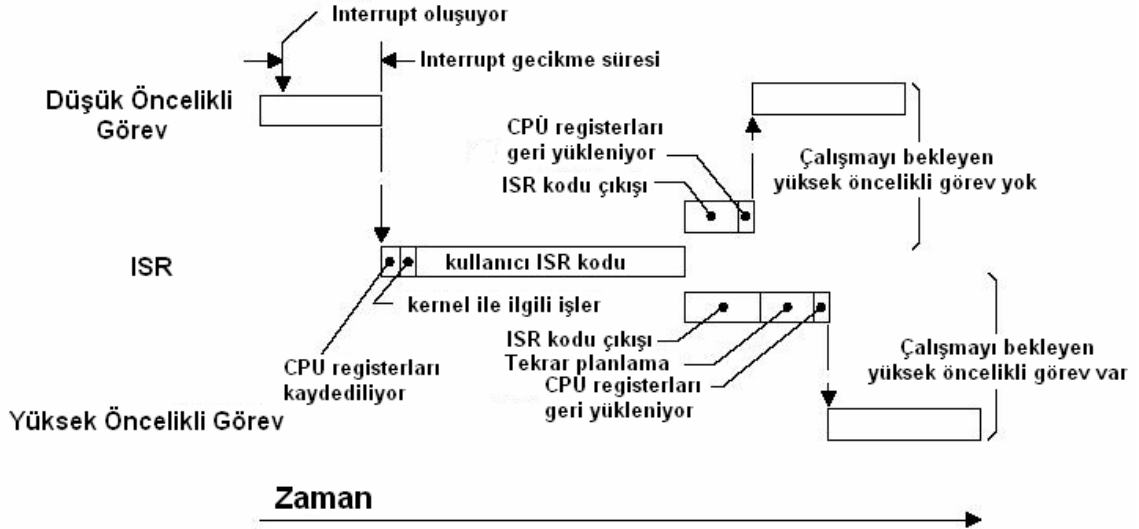 Interrupt oluşuyor
Interrupt gecikme süresi
Düşük Öncelikli
Görev
CPU registerları
geri yükleniyor
ISR kodu çıkışı
Çalışmayı bekleyen
yüksek öncelikli görev yok
ISR
kullanıcı ISR kodu
kernel ile ilgili işler
CPU registerları
kaydediliyor
ISR kodu çıkışı
Tekrar planlama
CPU registerları
geri yükleniyor
Çalışmayı bekleyen
yüksek öncelikli görev var
Yüksek Öncelikli Görev
Zaman